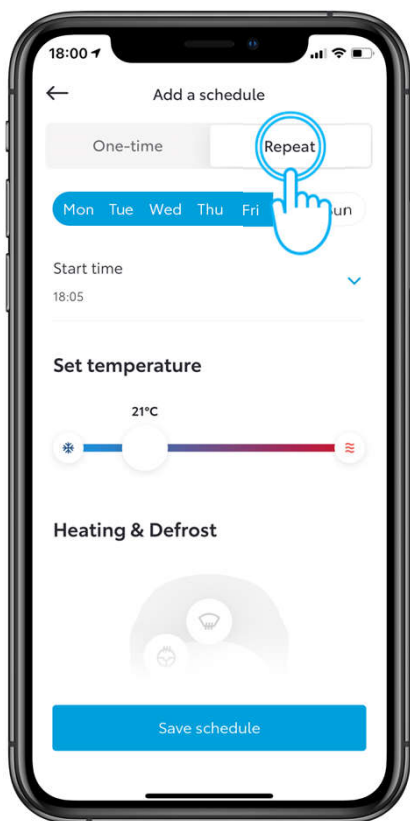 18:00
Add a schedule
One-time Repeat
Mon Tue Wed Thu Fri
Start time
18:05
Set temperature
21°C
Heating & Defrost
Save schedule